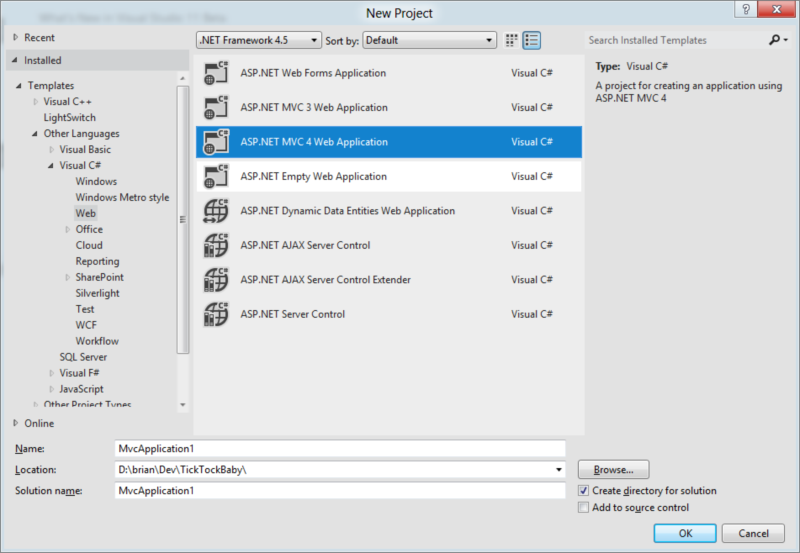 What's New in Visual Studio 11 Beta
New Project
?
Recent
.NET Framework 4.5
Sort by:
Default
Search Installed Templates
Installed
Templates
Visual C++
LightSwitch
Other Languages
Visual Basic
Visual C#
Windows
Windows Metro style
Web
Office
Cloud
Reporting
SharePoint
Silverlight
Test
WCF
Workflow
SQL Server
Visual F#
JavaScript
Other Project Types
Online
ASP.NET Web Forms Application Visual C#
ASP.NET MVC 3 Web Application Visual C#
ASP.NET MVC 4 Web Application Visual C#
ASP.NET Empty Web Application Visual C#
ASP.NET Dynamic Data Entities Web Application Visual C#
ASP.NET AJAX Server Control Visual C#
ASP.NET AJAX Server Control Extender Visual C#
ASP.NET Server Control Visual C#
Type: Visual C#
A project for creating an application using
ASP.NET MVC 4
Name: MvcApplication1
Location: D:\brian\Dev\TickTockBaby\
Browse...
Solution name: MvcApplication1
Create directory for solution
Add to source control
OK
Cancel